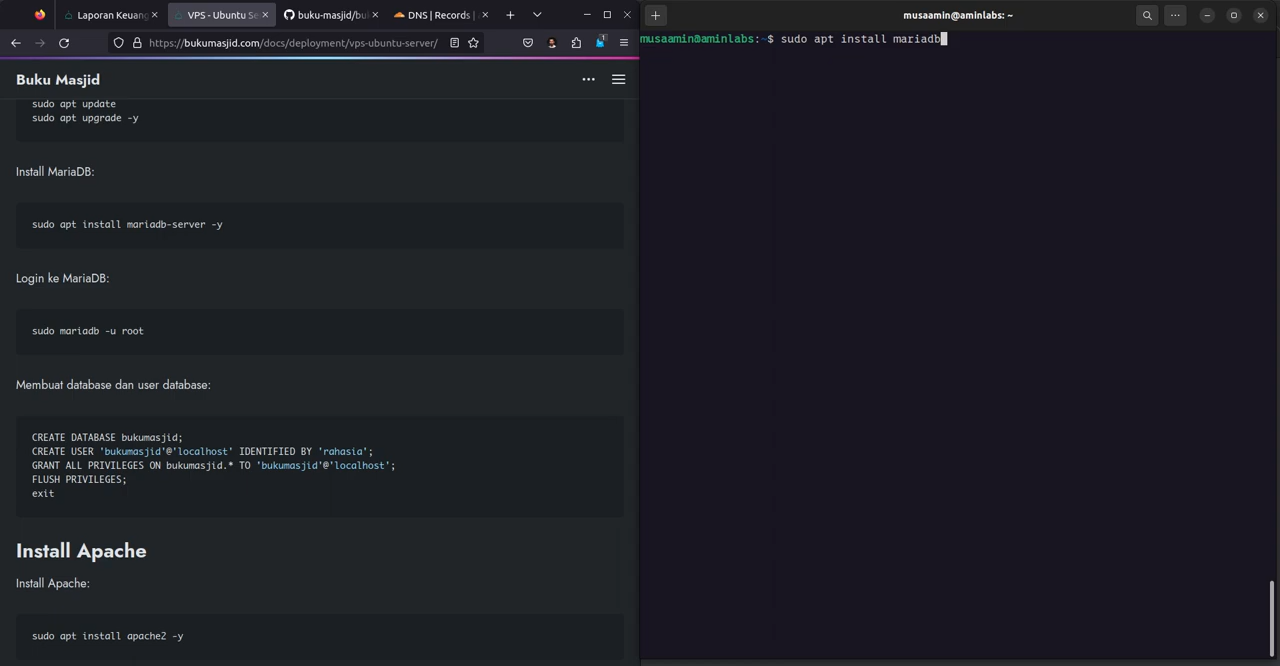 Laporan Keuang
VPS - Ubuntu Se
buku-masjid/bu
DNS | Records | A
https://bukumasjid.com/docs/deployment/vps-ubuntu-server/
1
Buku Masjid
sudo apt update
sudo apt upgrade -y
Install MariaDB:
sudo apt install mariadb-server -y
Login ke MariaDB:
sudo mariadb -u root
Membuat database dan user database:
CREATE DATABASE bukumasjid;
CREATE USER 'bukumasjid'@'localhost' IDENTIFIED BY 'rahasia';
GRANT ALL PRIVILEGES ON bukumasjid.* TO 'bukumasjid'@'localhost';
FLUSH PRIVILEGES;
exit
Install Apache
Install Apache:
sudo apt install apache2 -y
musaamin@aminlabs: ~
musaamin@aminlabs:~$ sudo apt install mariadb